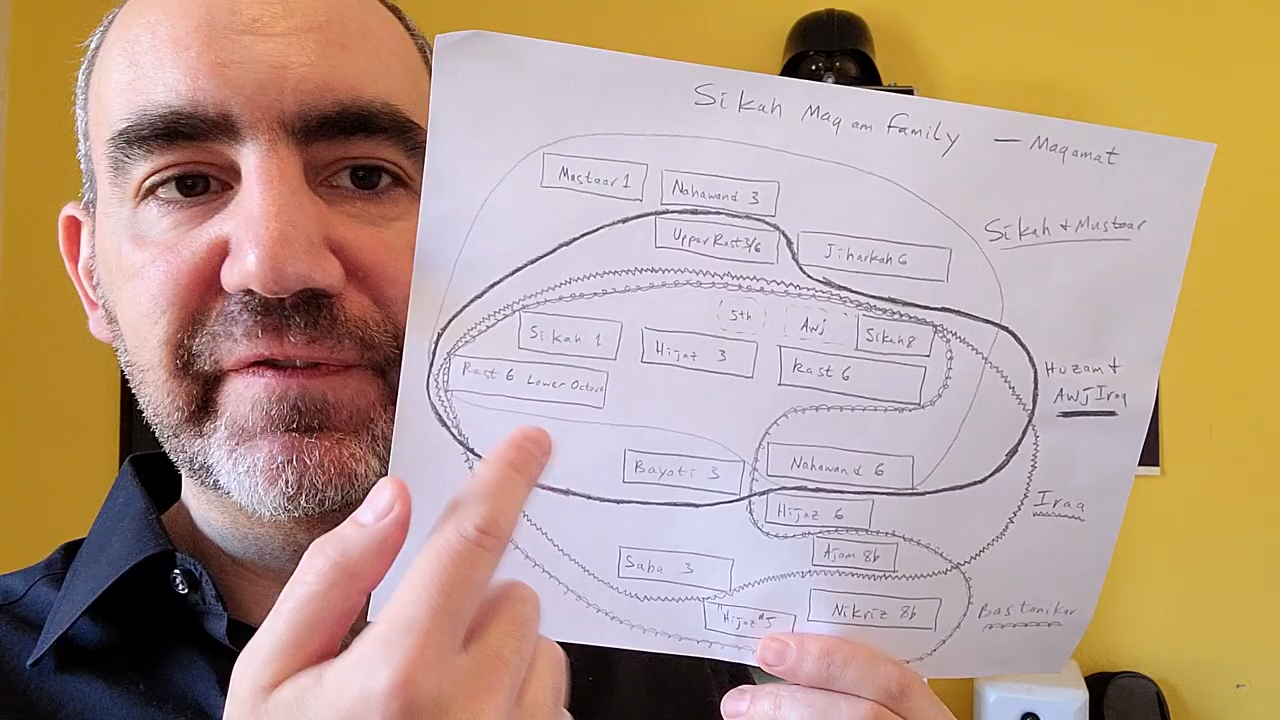 Sikah Maqam Family — Maqamat
Mustaar 1
Nahawand 3
Upper Rast 3/6
Jiharkah 6
Sikah + Mustaar
5th
Awj
Sikah 8
Sikah 1
Hijaz 3
Rast 6
Rast 6 Lower Octave
Huzam +
Awj Iraq
Bayati 3
Nahawand 6
Hijaz 6
Iraq
Saba 3
Ajam 8b
"Hijaz" 5
Nikriz 8b
Bastanikar